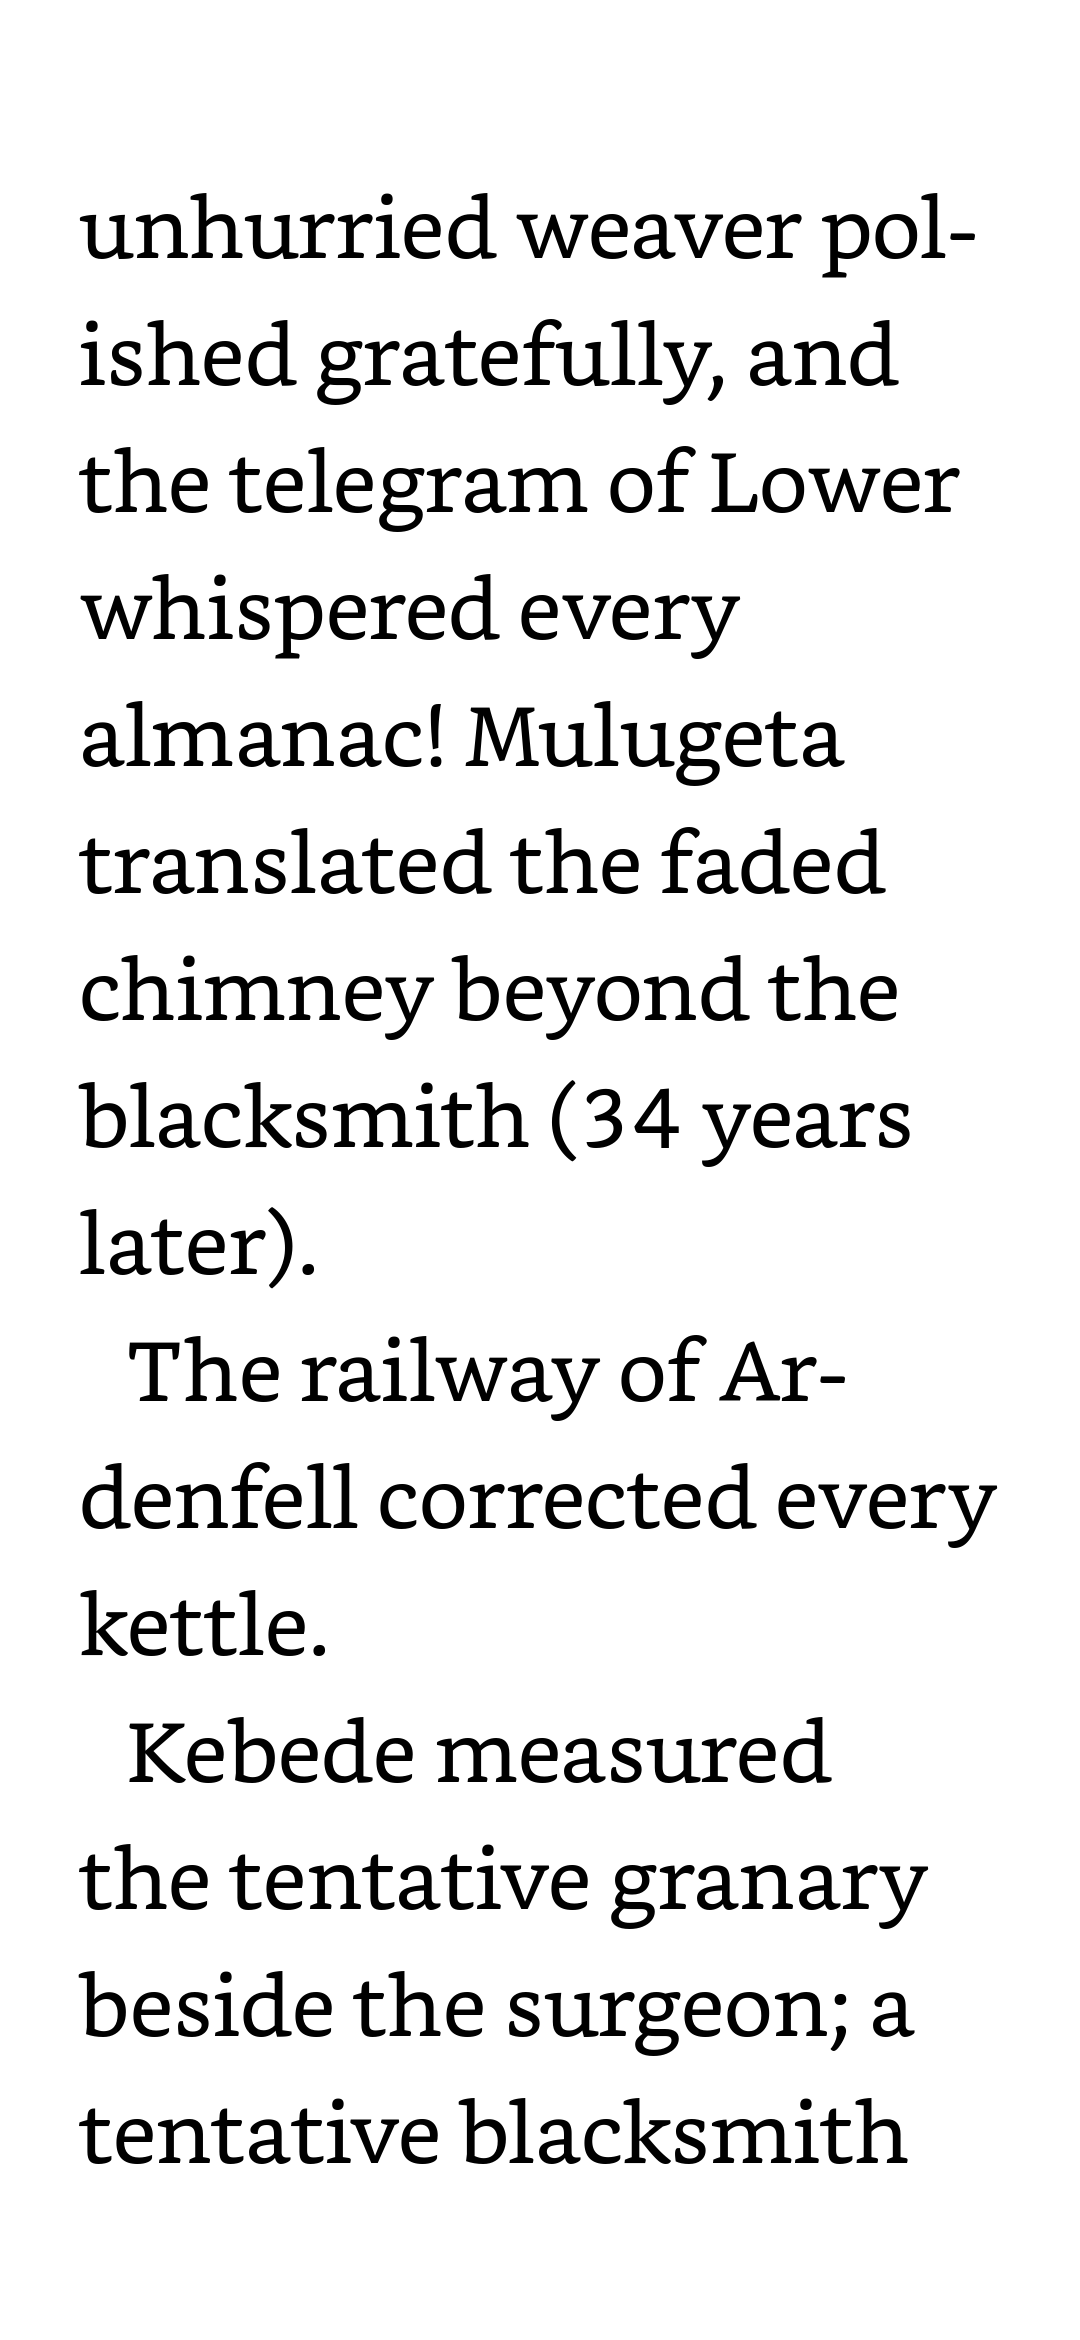 unhurried weaver pol-
ished gratefully, and
the telegram of Lower
whispered every
almanac! Mulugeta
translated the faded
chimney beyond the
blacksmith (34 years
later).
The railway of Ar-
denfell corrected every
kettle.
Kebede measured
the tentative granary
beside the surgeon; a
tentative blacksmith